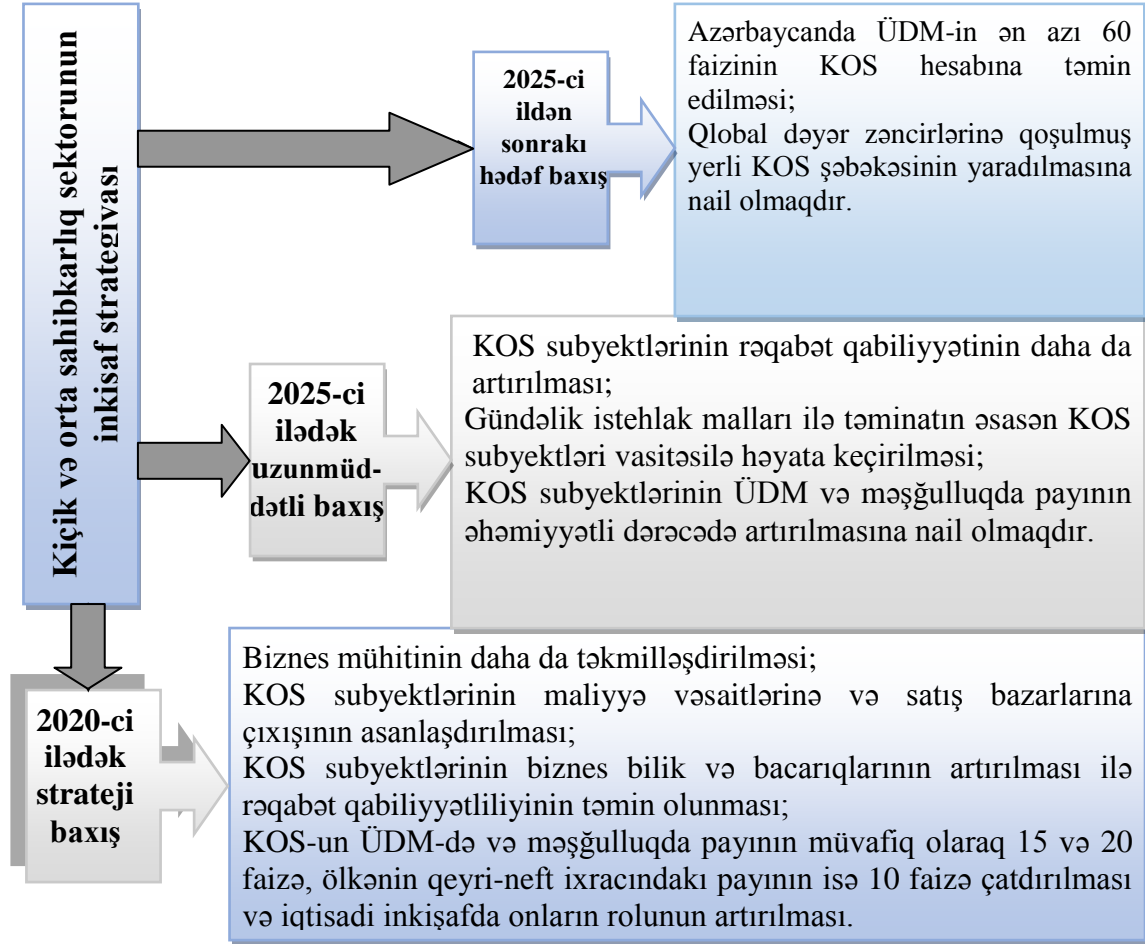 Kiçik və orta sahibkarlıq sektorunun
inkişaf strategiyası
2025-ci
ildən
sonrakı
hədəf baxış
Azərbaycanda ÜDM-in ən azı 60
faizinin KOS hesabına təmin
edilməsi;
Qlobal dəyər zəncirlərinə qoşulmuş
yerli KOS şəbəkəsinin yaradılmasına
nail olmaqdır.
2025-ci
ilədək
uzunmüd-
dətli baxış
KOS subyektlərinin rəqabət qabiliyyətinin daha da
artırılması;
Gündəlik istehlak malları ilə təminatın əsasən KOS
subyektləri vasitəsilə həyata keçirilməsi;
KOS subyektlərinin ÜDM və məşğulluqda payının
əhəmiyyətli dərəcədə artırılmasına nail olmaqdır.
2020-ci
ilədək
strateji
baxış
Biznes mühitinin daha da təkmilləşdirilməsi;
KOS subyektlərinin maliyyə vəsaitlərinə və satış bazarlarına
çıxışının asanlaşdırılması;
KOS subyektlərinin biznes bilik və bacarıqlarının artırılması ilə
rəqabət qabiliyyətliliyinin təmin olunması;
KOS-un ÜDM-də və məşğulluqda payının müvafiq olaraq 15 və 20
faizə, ölkənin qeyri-neft ixracındakı payının isə 10 faizə çatdırılması
və iqtisadi inkişafda onların rolunun artırılması.